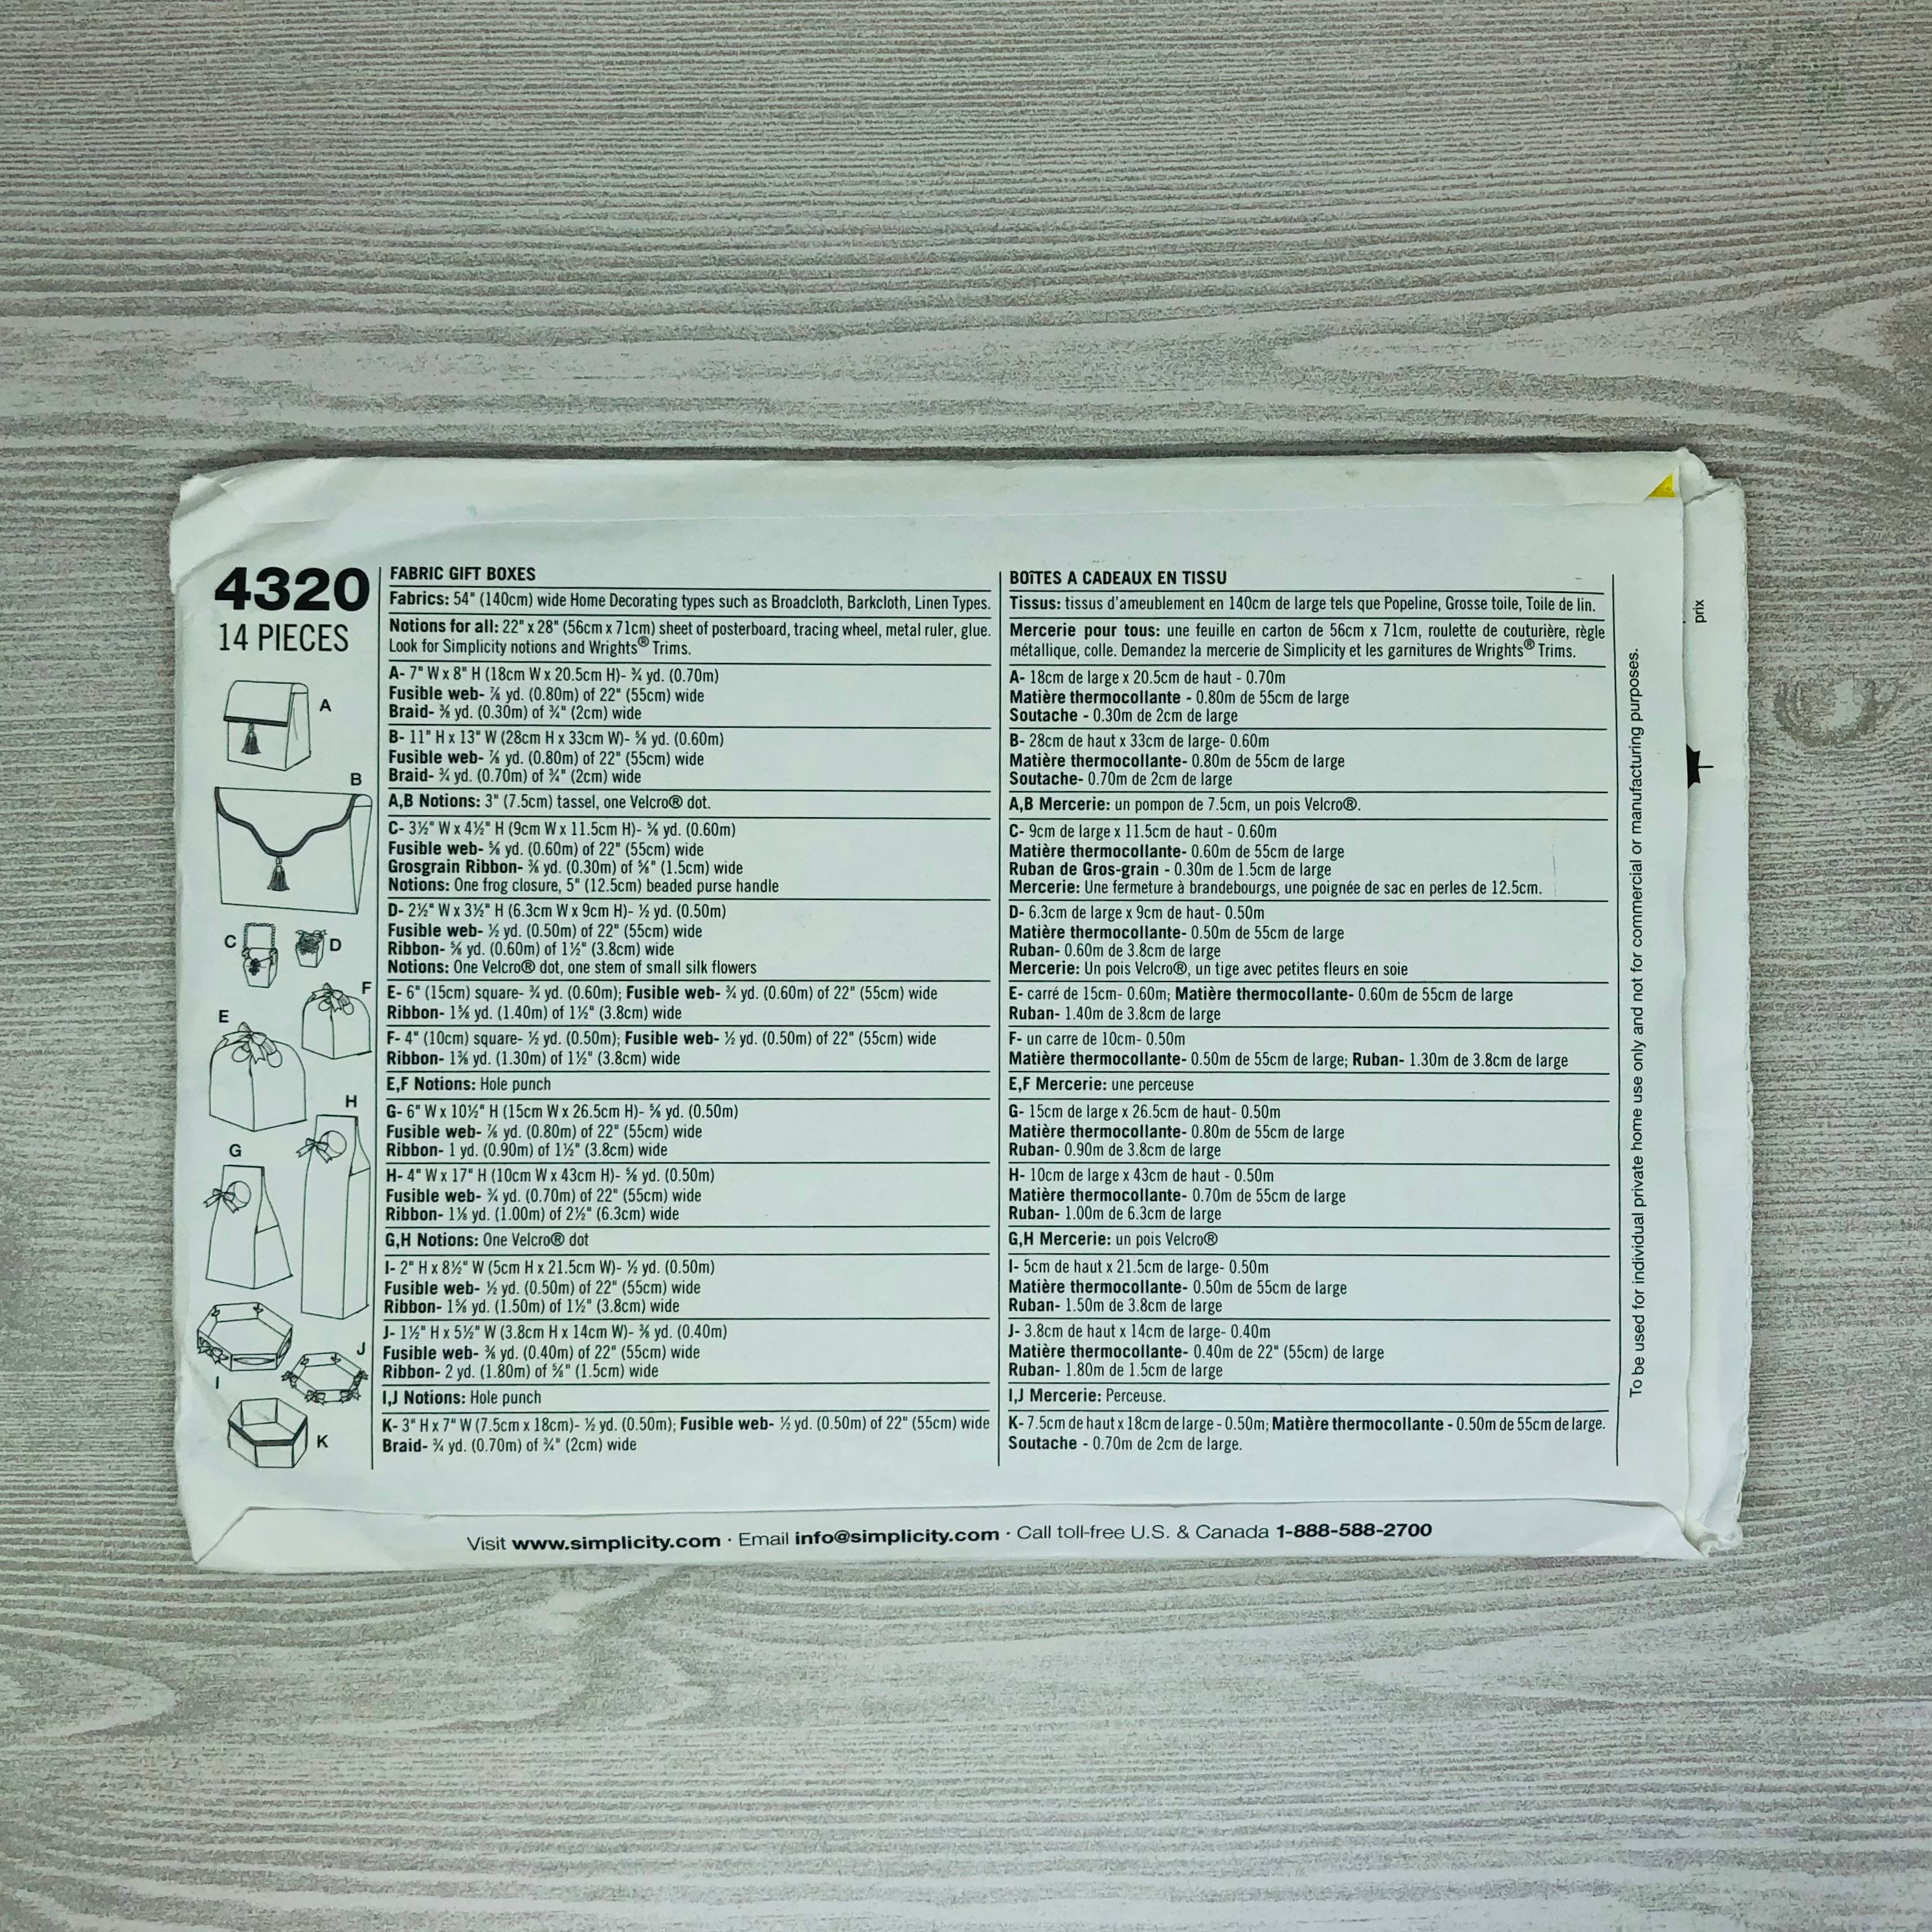 4320
14 PIECES
A
B
C
D
F
E
H
G
J
I
K
FABRIC GIFT BOXES
Fabrics: 54" (140cm) wide Home Decorating types such as Broadcloth, Barkcloth, Linen Types.
Notions for all: 22" x 28" (56cm x 71cm) sheet of posterboard, tracing wheel, metal ruler, glue.
Look for Simplicity notions and Wrights® Trims.
A- 7" W x 8" H (18cm W x 20.5cm H)- ¾ yd. (0.70m)
Fusible web- ⅞ yd. (0.80m) of 22" (55cm) wide
Braid- ⅜ yd. (0.30m) of ¾" (2cm) wide
B- 11" H x 13" W (28cm H x 33cm W)- ⅝ yd. (0.60m)
Fusible web- ⅞ yd. (0.80m) of 22" (55cm) wide
Braid- ¾ yd. (0.70m) of ¾" (2cm) wide
A,B Notions: 3" (7.5cm) tassel, one Velcro® dot.
C- 3½" W x 4½" H (9cm W x 11.5cm H)- ⅝ yd. (0.60m)
Fusible web- ⅝ yd. (0.60m) of 22" (55cm) wide
Grosgrain Ribbon- ⅜ yd. (0.30m) of ⅝" (1.5cm) wide
Notions: One frog closure, 5" (12.5cm) beaded purse handle
D- 2½" W x 3½" H (6.3cm W x 9cm H)- ½ yd. (0.50m)
Fusible web- ½ yd. (0.50m) of 22" (55cm) wide
Ribbon- ⅝ yd. (0.60m) of 1½" (3.8cm) wide
Notions: One Velcro® dot, one stem of small silk flowers
E- 6" (15cm) square- ¾ yd. (0.60m); Fusible web- ¾ yd. (0.60m) of 22" (55cm) wide
Ribbon- 1⅝ yd. (1.40m) of 1½" (3.8cm) wide
F- 4" (10cm) square- ½ yd. (0.50m); Fusible web- ½ yd. (0.50m) of 22" (55cm) wide
Ribbon- 1⅜ yd. (1.30m) of 1½" (3.8cm) wide
E,F Notions: Hole punch
G- 6" W x 10½" H (15cm W x 26.5cm H)- ⅝ yd. (0.50m)
Fusible web- ⅞ yd. (0.80m) of 22" (55cm) wide
Ribbon- 1 yd. (0.90m) of 1½" (3.8cm) wide
H- 4" W x 17" H (10cm W x 43cm H)- ⅝ yd. (0.50m)
Fusible web- ¾ yd. (0.70m) of 22" (55cm) wide
Ribbon- 1⅛ yd. (1.00m) of 2½" (6.3cm) wide
G,H Notions: One Velcro® dot
I- 2" H x 8½" W (5cm H x 21.5cm W)- ½ yd. (0.50m)
Fusible web- ½ yd. (0.50m) of 22" (55cm) wide
Ribbon- 1⅝ yd. (1.50m) of 1½" (3.8cm) wide
J- 1½" H x 5½" W (3.8cm H x 14cm W)- ⅜ yd. (0.40m)
Fusible web- ⅜ yd. (0.40m) of 22" (55cm) wide
Ribbon- 2 yd. (1.80m) of ⅝" (1.5cm) wide
I,J Notions: Hole punch
K- 3" H x 7" W (7.5cm x 18cm)- ½ yd. (0.50m); Fusible web- ½ yd. (0.50m) of 22" (55cm) wide
Braid- ¾ yd. (0.70m) of ¾" (2cm) wide
BOîTES A CADEAUX EN TISSU
Tissus: tissus d'ameublement en 140cm de large tels que Popeline, Grosse toile, Toile de lin.
Mercerie pour tous: une feuille en carton de 56cm x 71cm, roulette de couturière, règle
métallique, colle. Demandez la mercerie de Simplicity et les garnitures de Wrights® Trims.
A- 18cm de large x 20.5cm de haut - 0.70m
Matière thermocollante - 0.80m de 55cm de large
Soutache - 0.30m de 2cm de large
B- 28cm de haut x 33cm de large- 0.60m
Matière thermocollante- 0.80m de 55cm de large
Soutache- 0.70m de 2cm de large
A,B Mercerie: un pompon de 7.5cm, un pois Velcro®.
C- 9cm de large x 11.5cm de haut - 0.60m
Matière thermocollante- 0.60m de 55cm de large
Ruban de Gros-grain - 0.30m de 1.5cm de large
Mercerie: Une fermeture à brandebourgs, une poignée de sac en perles de 12.5cm.
D- 6.3cm de large x 9cm de haut- 0.50m
Matière thermocollante- 0.50m de 55cm de large
Ruban- 0.60m de 3.8cm de large
Mercerie: Un pois Velcro®, un tige avec petites fleurs en soie
E- carré de 15cm- 0.60m; Matière thermocollante- 0.60m de 55cm de large
Ruban- 1.40m de 3.8cm de large
F- un carre de 10cm- 0.50m
Matière thermocollante- 0.50m de 55cm de large; Ruban- 1.30m de 3.8cm de large
E,F Mercerie: une perceuse
G- 15cm de large x 26.5cm de haut- 0.50m
Matière thermocollante- 0.80m de 55cm de large
Ruban- 0.90m de 3.8cm de large
H- 10cm de large x 43cm de haut - 0.50m
Matière thermocollante- 0.70m de 55cm de large
Ruban- 1.00m de 6.3cm de large
G,H Mercerie: un pois Velcro®
I- 5cm de haut x 21.5cm de large- 0.50m
Matière thermocollante- 0.50m de 55cm de large
Ruban- 1.50m de 3.8cm de large
J- 3.8cm de haut x 14cm de large- 0.40m
Matière thermocollante- 0.40m de 22" (55cm) de large
Ruban- 1.80m de 1.5cm de large
I,J Mercerie: Perceuse.
K- 7.5cm de haut x 18cm de large - 0.50m; Matière thermocollante - 0.50m de 55cm de large.
Soutache - 0.70m de 2cm de large.
To be used for individual private home use only and not for commercial or manufacturing purposes.
prix
Visit www.simplicity.com · Email info@simplicity.com · Call toll-free U.S. & Canada 1-888-588-2700